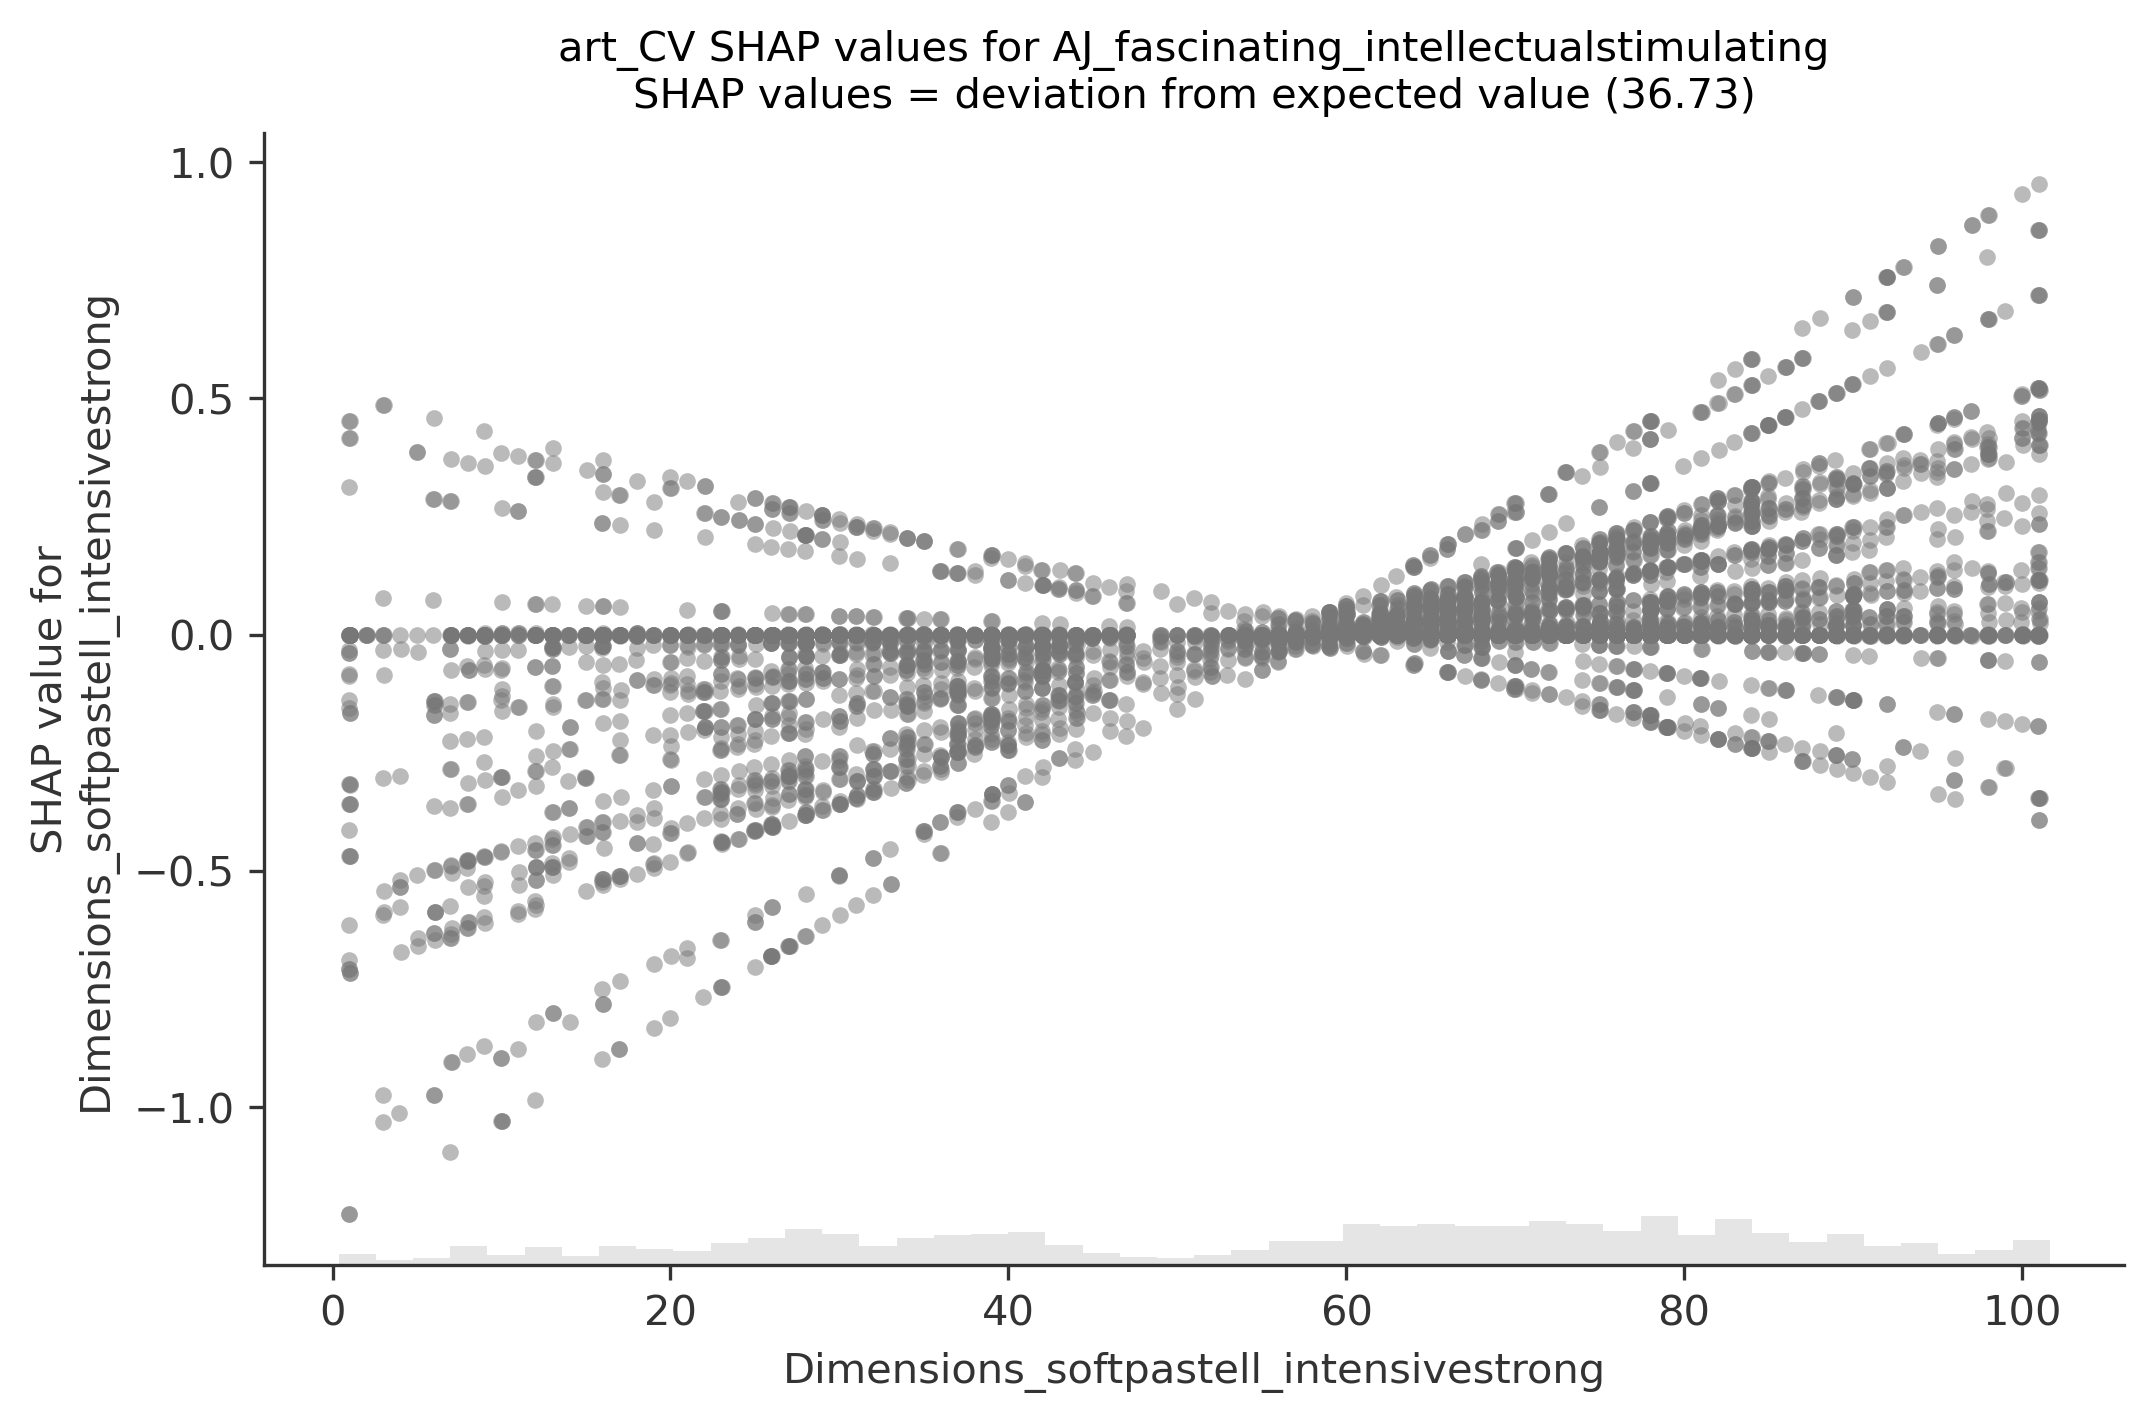 art_CV SHAP values for AJ_fascinating_intellectualstimulating
SHAP values = deviation from expected value (36.73)
SHAP value for
Dimensions_softpastell_intensivestrong
1.0
0.5
0.0
−0.5
−1.0
0
20
40
60
80
100
Dimensions_softpastell_intensivestrong